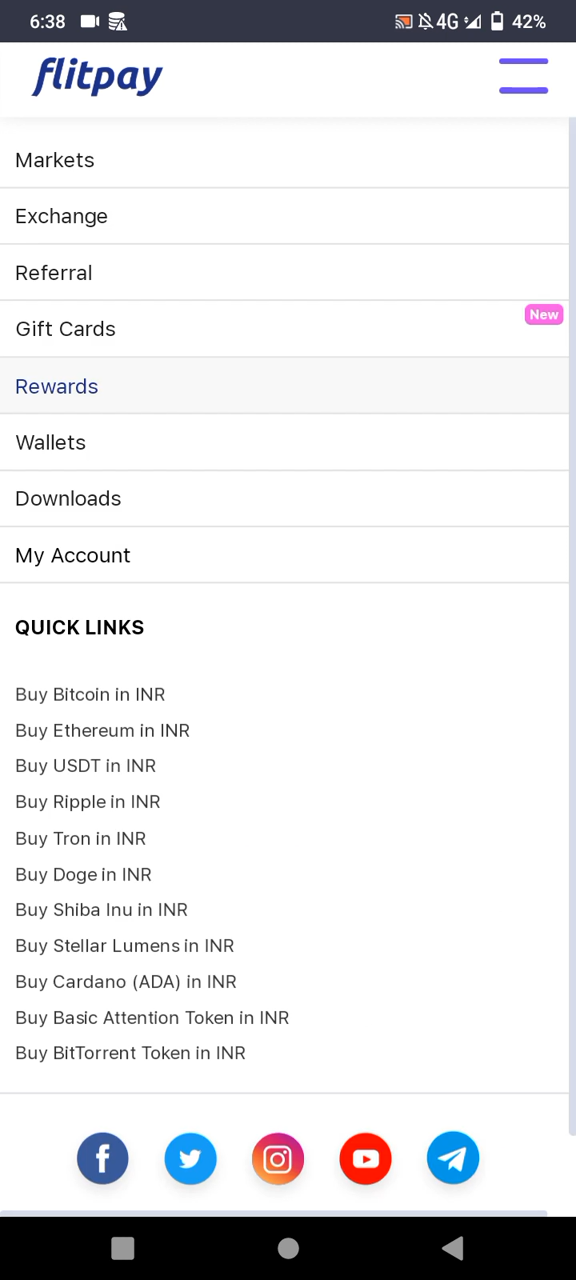 6:38 4G 42%
flitpay
Markets
Exchange
Referral
Gift Cards New
Rewards
Wallets
Downloads
My Account
QUICK LINKS
Buy Bitcoin in INR
Buy Ethereum in INR
Buy USDT in INR
Buy Ripple in INR
Buy Tron in INR
Buy Doge in INR
Buy Shiba Inu in INR
Buy Stellar Lumens in INR
Buy Cardano (ADA) in INR
Buy Basic Attention Token in INR
Buy BitTorrent Token in INR